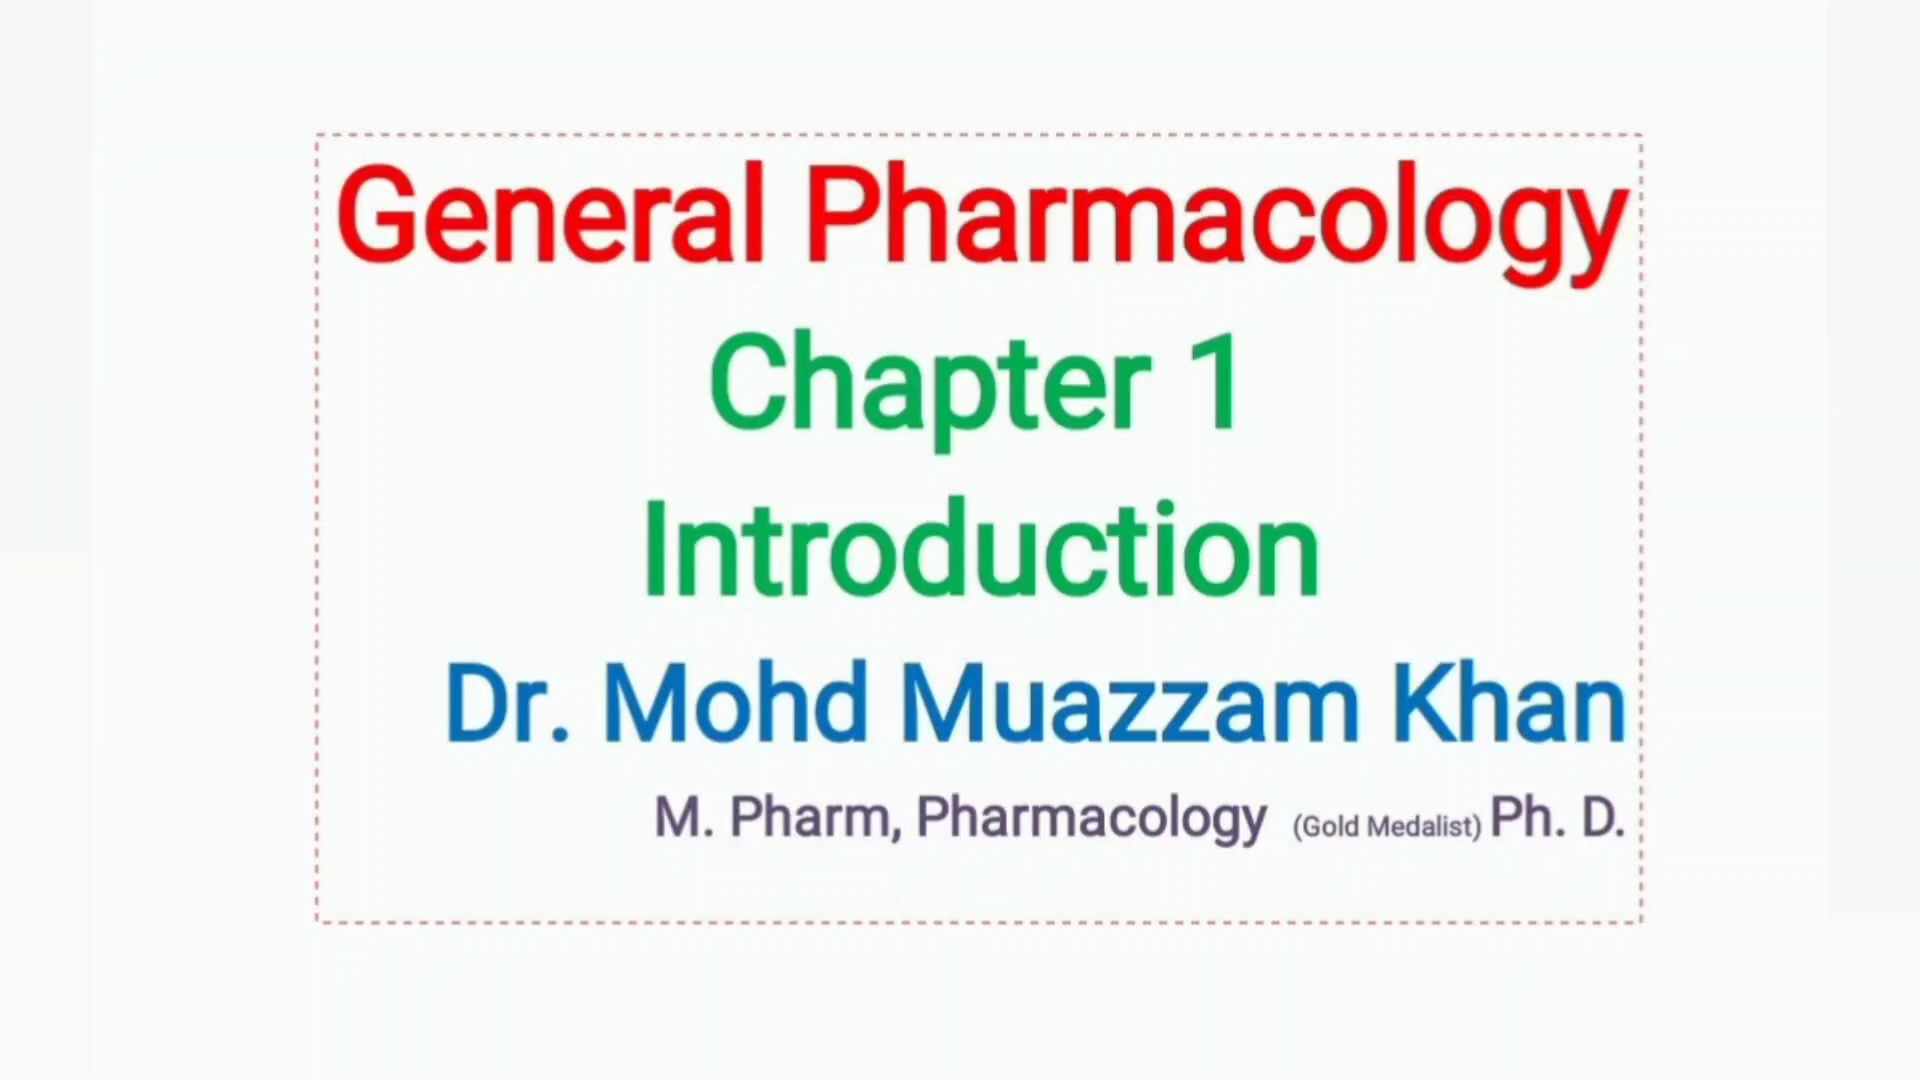 General Pharmacology
Chapter 1
Introduction
Dr. Mohd Muazzam Khan
M. Pharm, Pharmacology (Gold Medalist) Ph. D.